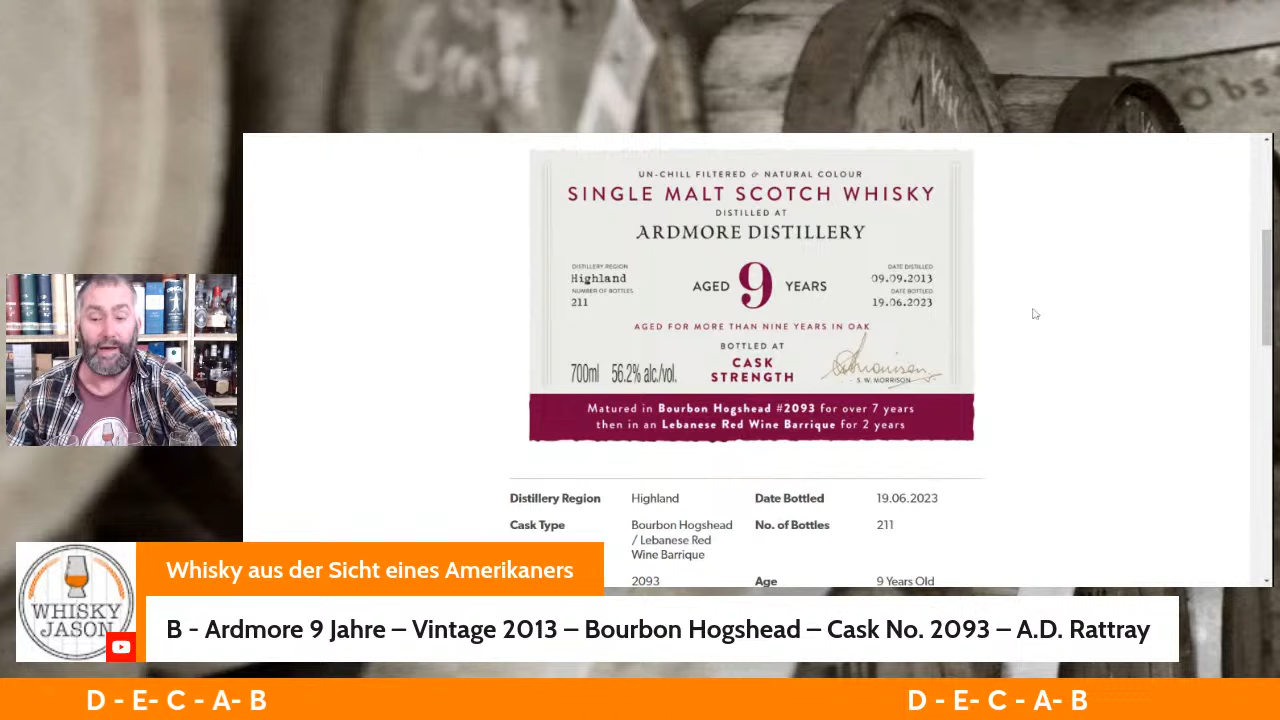 UN-CHILL FILTERED & NATURAL COLOUR
SINGLE MALT SCOTCH WHISKY
DISTILLED AT
ARDMORE DISTILLERY
DISTILLERY REGION
Highland
NUMBER OF BOTTLES
211
AGED 9 YEARS
DATE DISTILLED
09.09.2013
DATE BOTTLED
19.06.2023
AGED FOR MORE THAN NINE YEARS IN OAK
BOTTLED AT
CASK
STRENGTH
700ml 56.2% alc./vol.
S. W. MORRISON
Matured in Bourbon Hogshead #2093 for over 7 years
then in an Lebanese Red Wine Barrique for 2 years
Distillery Region Highland Date Bottled 19.06.2023
Cask Type Bourbon Hogshead No. of Bottles 211
/ Lebanese Red
Wine Barrique
2093 Age 9 Years Old
WHISKY
JASON
Whisky aus der Sicht eines Amerikaners
B - Ardmore 9 Jahre – Vintage 2013 – Bourbon Hogshead – Cask No. 2093 – A.D. Rattray
D - E- C - A- B
D - E- C - A- B